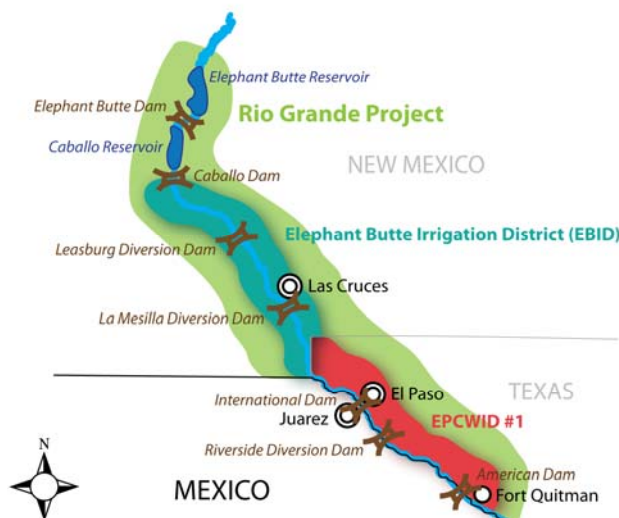 Elephant Butte Reservoir
Elephant Butte Dam
Rio Grande Project
Caballo Reservoir
NEW MEXICO
Caballo Dam
Elephant Butte Irrigation District (EBID)
Leasburg Diversion Dam
Las Cruces
La Mesilla Diversion Dam
El Paso
TEXAS
International Dam
Juarez
EPCWID #1
Riverside Diversion Dam
N
American Dam
MEXICO
Fort Quitman